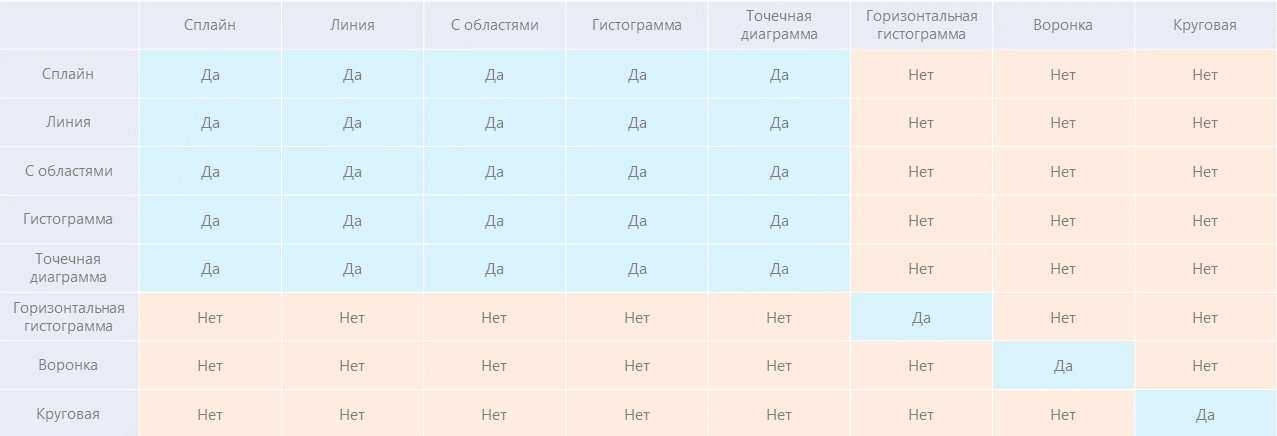 Сплайн Линия С областями Гистограмма Точечная диаграмма Горизонтальная гистограмма Воронка Круговая
Сплайн Да Да Да Да Да Нет Нет Нет
Линия Да Да Да Да Да Нет Нет Нет
С областями Да Да Да Да Да Нет Нет Нет
Гистограмма Да Да Да Да Да Нет Нет Нет
Точечная диаграмма Да Да Да Да Да Нет Нет Нет
Горизонтальная гистограмма Нет Нет Нет Нет Нет Да Нет Нет
Воронка Нет Нет Нет Нет Нет Нет Да Нет
Круговая Нет Нет Нет Нет Нет Нет Нет Да